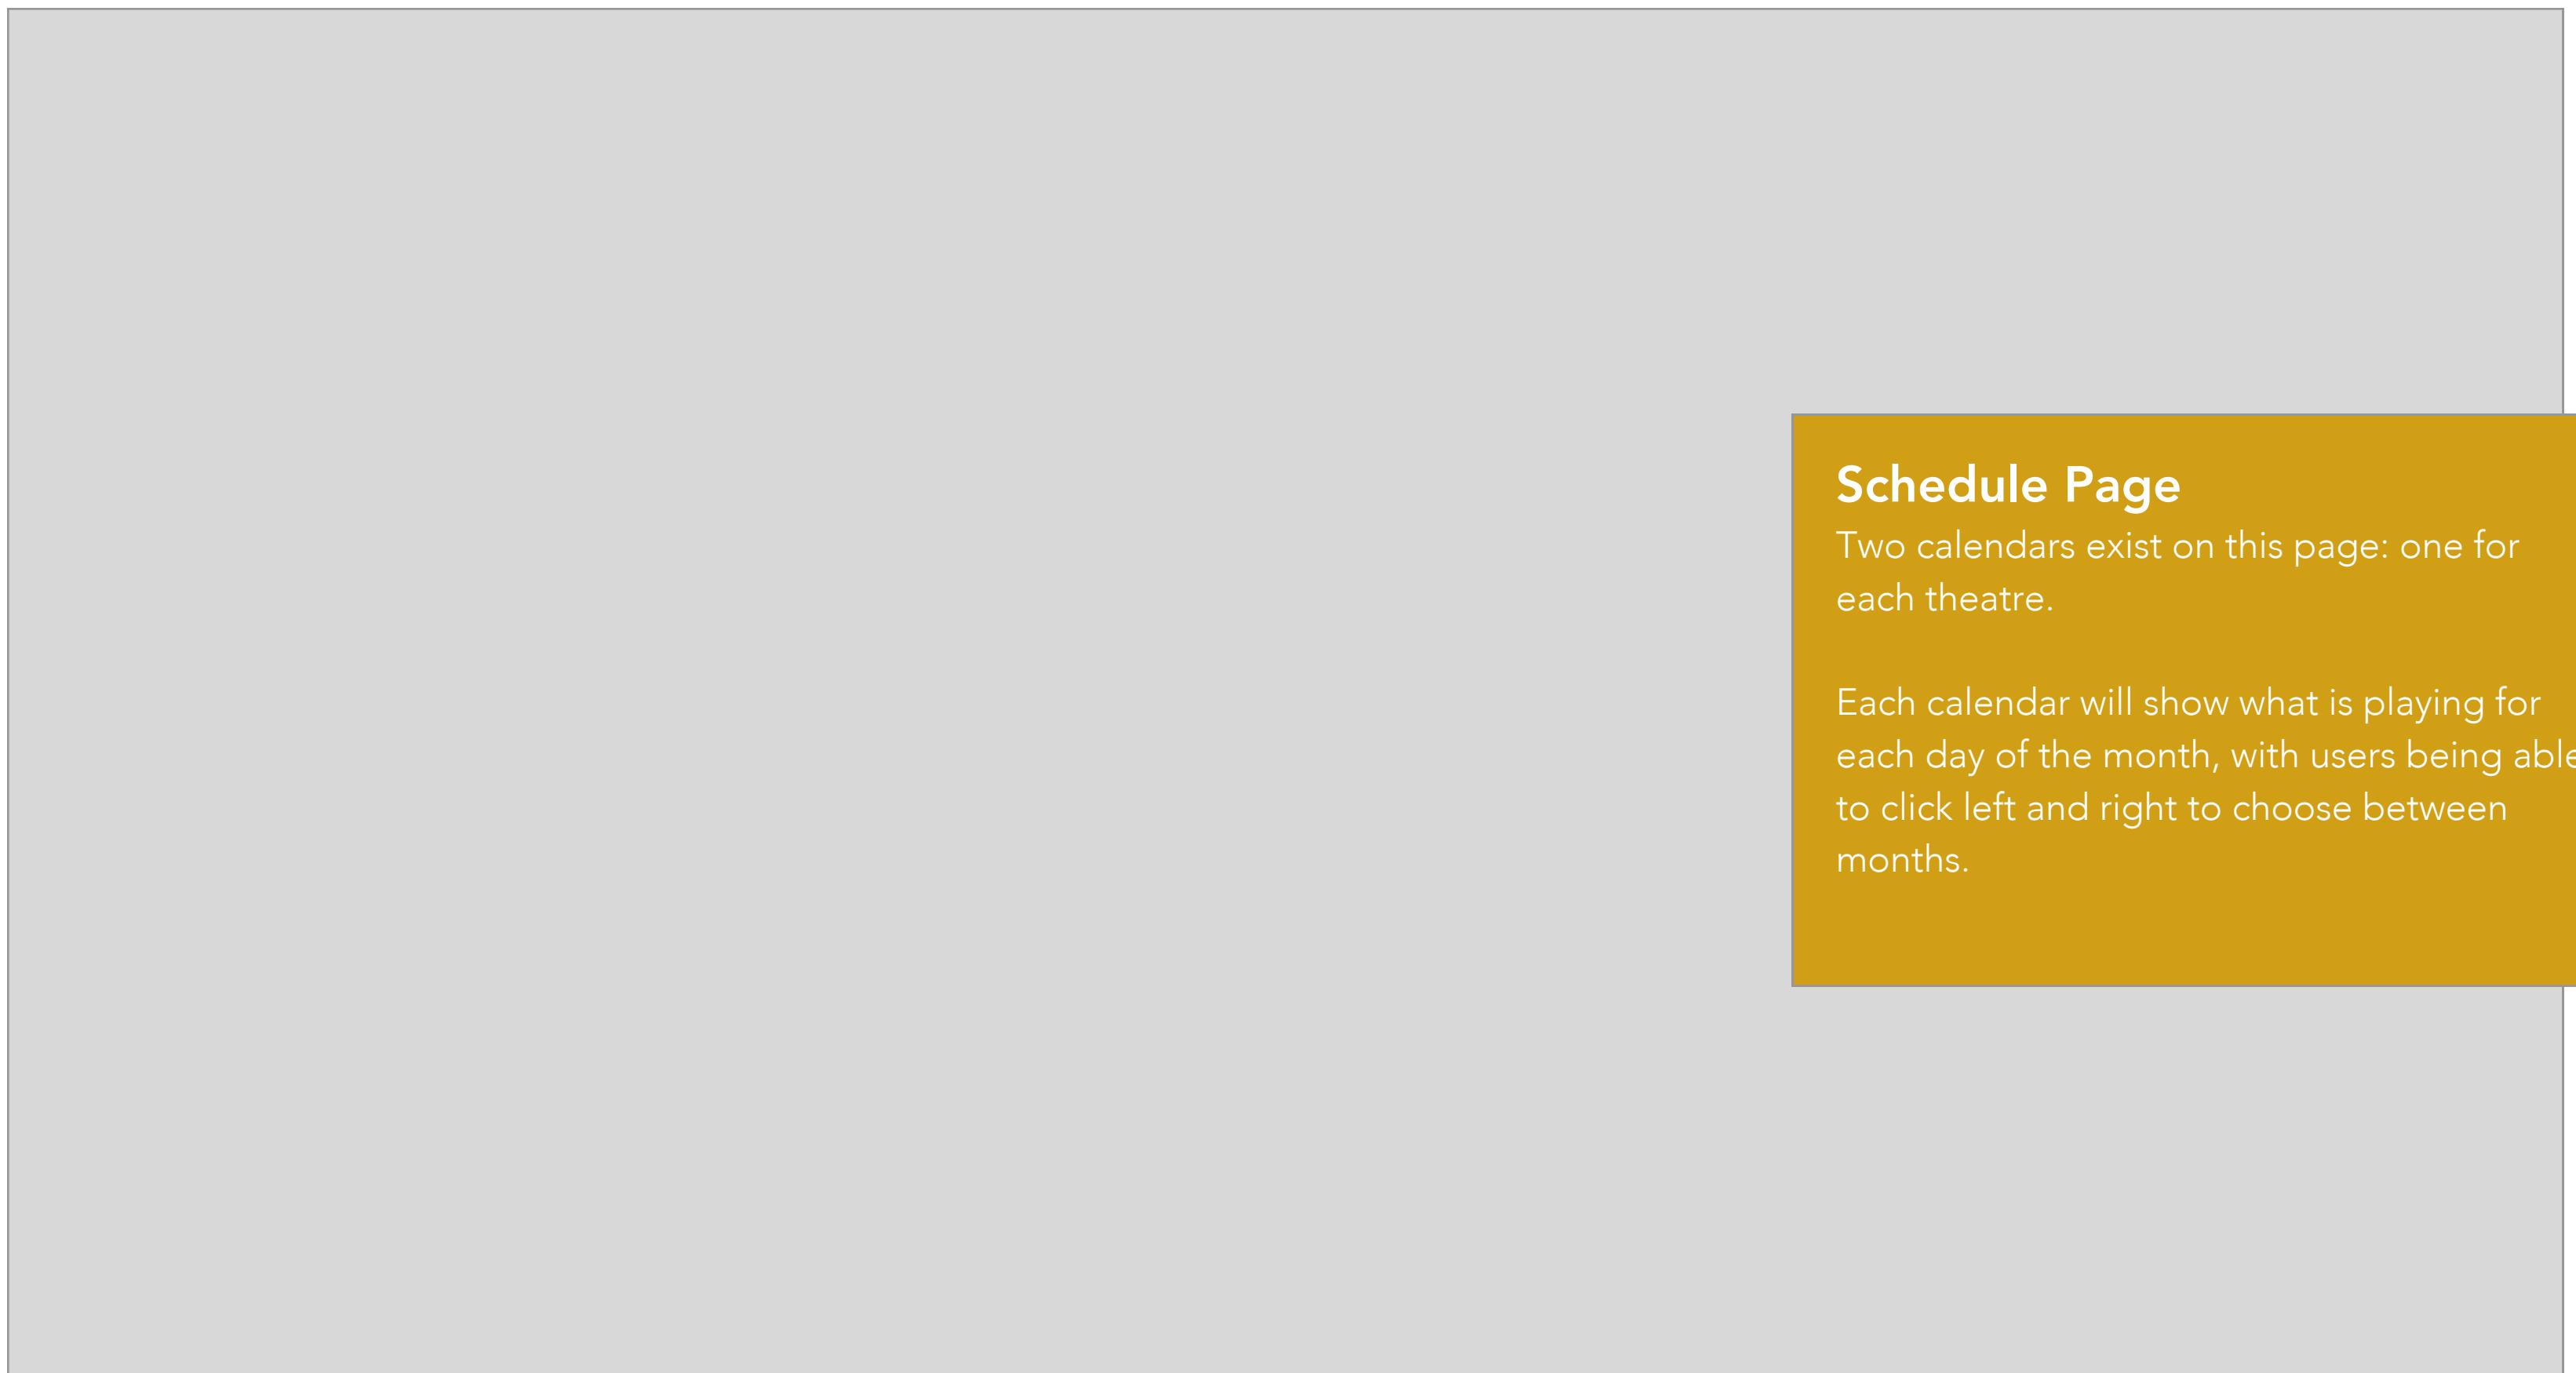 Schedule Page
Two calendars exist on this page: one for
each theatre.
Each calendar will show what is playing for
each day of the month, with users being able
to click left and right to choose between
months.